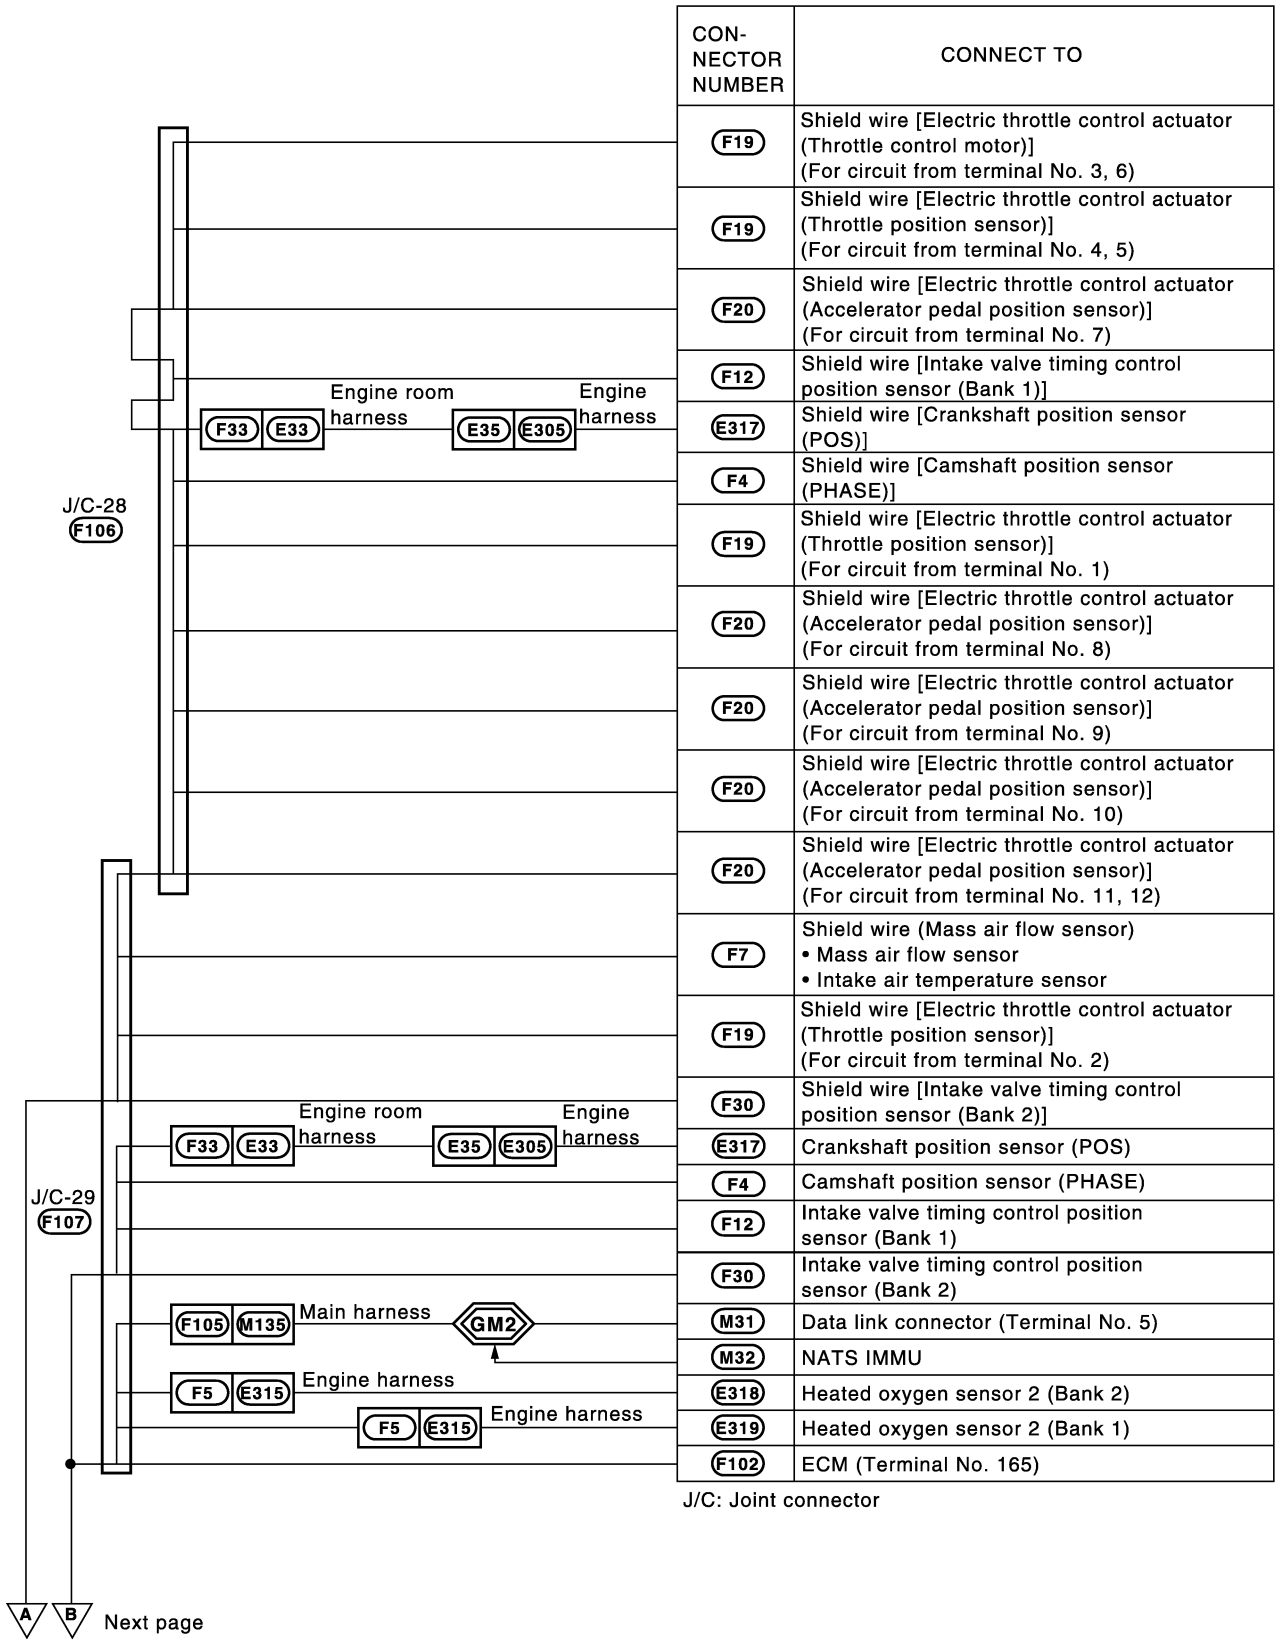 CON-
NECTOR
NUMBER
CONNECT TO
F19
Shield wire [Electric throttle control actuator
(Throttle control motor)]
(For circuit from terminal No. 3, 6)
F19
Shield wire [Electric throttle control actuator
(Throttle position sensor)]
(For circuit from terminal No. 4, 5)
F20
Shield wire [Electric throttle control actuator
(Accelerator pedal position sensor)]
(For circuit from terminal No. 7)
F12
Shield wire [Intake valve timing control
position sensor (Bank 1)]
F33 E33
Engine room
harness
E35 E305
Engine
harness
E317
Shield wire [Crankshaft position sensor
(POS)]
F4
Shield wire [Camshaft position sensor
(PHASE)]
J/C-28
F106
F19
Shield wire [Electric throttle control actuator
(Throttle position sensor)]
(For circuit from terminal No. 1)
F20
Shield wire [Electric throttle control actuator
(Accelerator pedal position sensor)]
(For circuit from terminal No. 8)
F20
Shield wire [Electric throttle control actuator
(Accelerator pedal position sensor)]
(For circuit from terminal No. 9)
F20
Shield wire [Electric throttle control actuator
(Accelerator pedal position sensor)]
(For circuit from terminal No. 10)
F20
Shield wire [Electric throttle control actuator
(Accelerator pedal position sensor)]
(For circuit from terminal No. 11, 12)
F7
Shield wire (Mass air flow sensor)
• Mass air flow sensor
• Intake air temperature sensor
F19
Shield wire [Electric throttle control actuator
(Throttle position sensor)]
(For circuit from terminal No. 2)
F30
Shield wire [Intake valve timing control
position sensor (Bank 2)]
F33 E33
Engine room
harness
E35 E305
Engine
harness
E317
Crankshaft position sensor (POS)
F4
Camshaft position sensor (PHASE)
J/C-29
F107
F12
Intake valve timing control position
sensor (Bank 1)
F30
Intake valve timing control position
sensor (Bank 2)
F105 M135
Main harness
GM2
M31
Data link connector (Terminal No. 5)
M32
NATS IMMU
F5 E315
Engine harness
E318
Heated oxygen sensor 2 (Bank 2)
F5 E315
Engine harness
E319
Heated oxygen sensor 2 (Bank 1)
F102
ECM (Terminal No. 165)
J/C: Joint connector
A B Next page